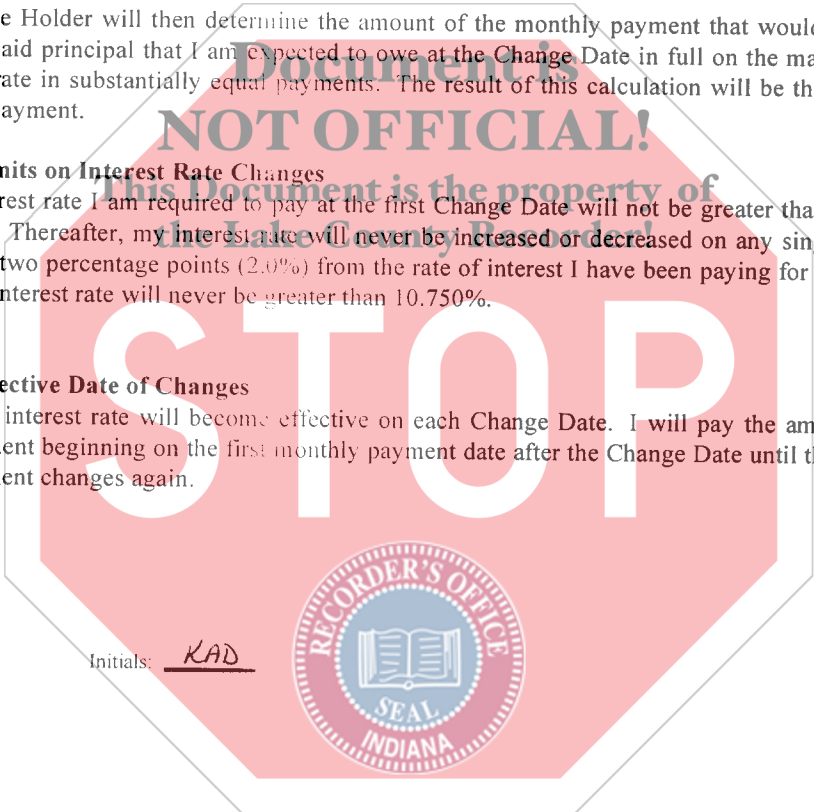 e Holder will then determine the amount of the monthly payment that would
aid principal that I am expected to owe at the Change Date in full on the ma
ate in substantially equal payments. The result of this calculation will be th
ayment.
Document is
NOT OFFICIAL!
This Document is the property of
the Lake County Recorder!
nits on Interest Rate Changes
rest rate I am required to pay at the first Change Date will not be greater tha
Thereafter, my interest rate will never be increased or decreased on any sin
two percentage points (2.0%) from the rate of interest I have been paying for
nterest rate will never be greater than 10.750%.
STOP
ective Date of Changes
interest rate will become effective on each Change Date. I will pay the am
ent beginning on the first monthly payment date after the Change Date until th
ent changes again.
Initials: KAD
RECORDER'S OFFICE
SEAL
INDIANA